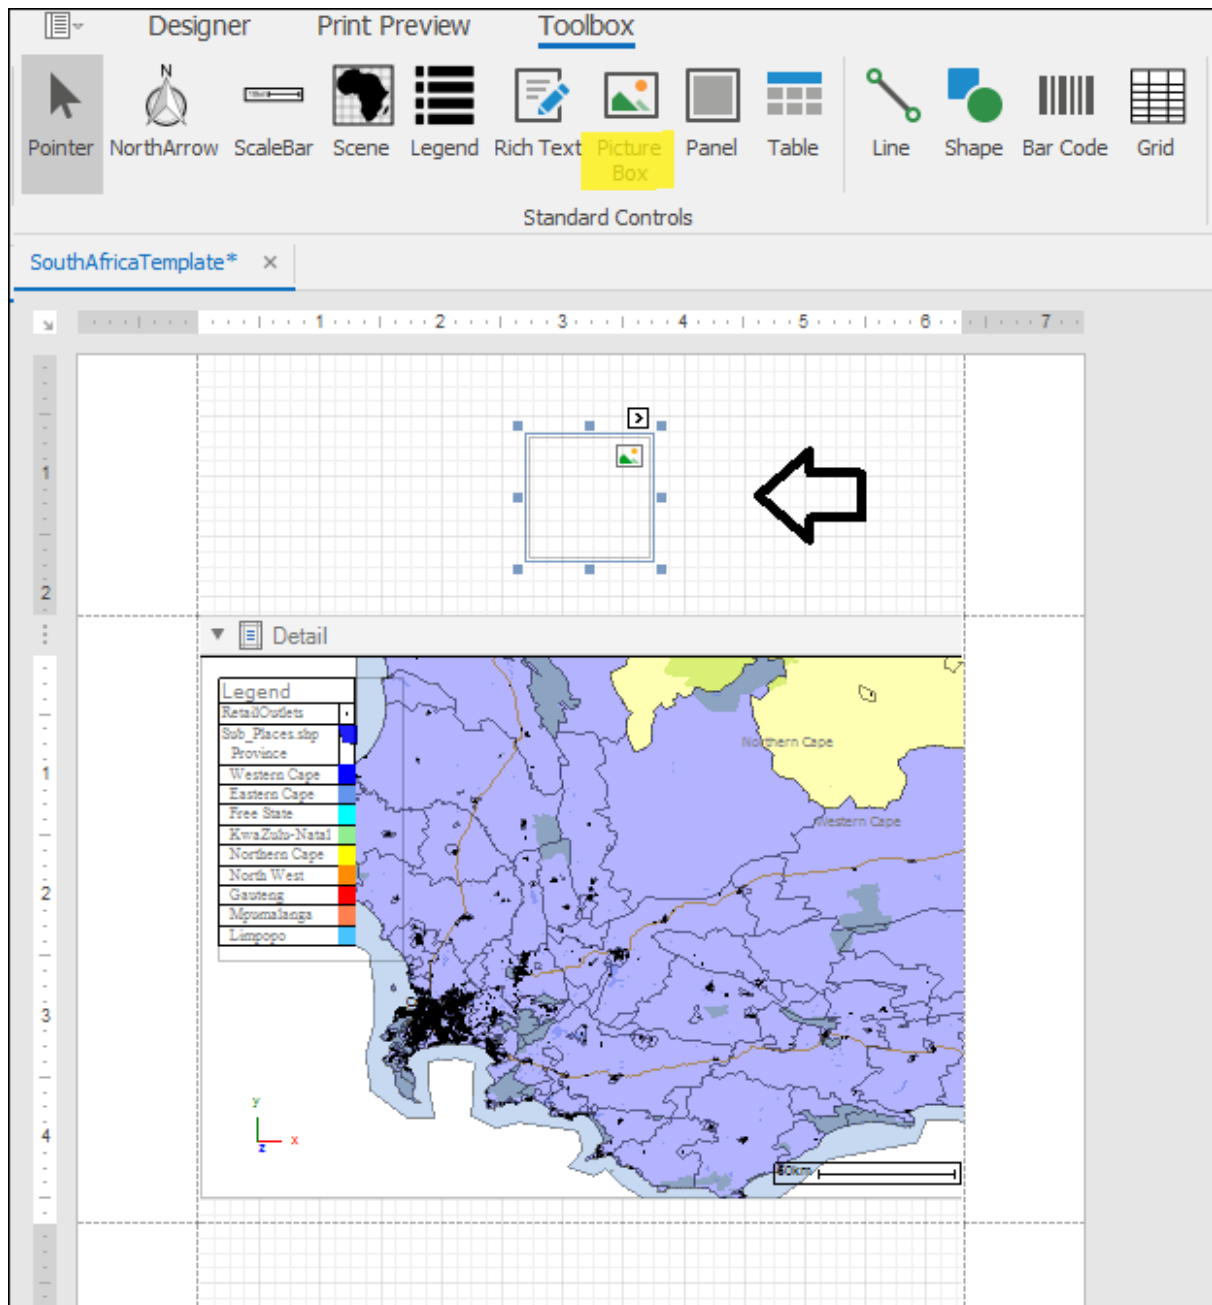 Designer Print Preview Toolbox
N
Pointer NorthArrow ScaleBar Scene Legend Rich Text Picture Box Panel Table Line Shape Bar Code Grid
Standard Controls
SouthAfricaTemplate* ×
1 2 3 4 5 6 7
1
2
Detail
Legend
RetailOutlets
Sub_Places.shp
Province
Western Cape
Eastern Cape
Free State
KwaZulu-Natal
Northern Cape
North West
Gauteng
Mpumalanga
Limpopo
Northern Cape
Western Cape
1
2
3
4
y
x
z
50km